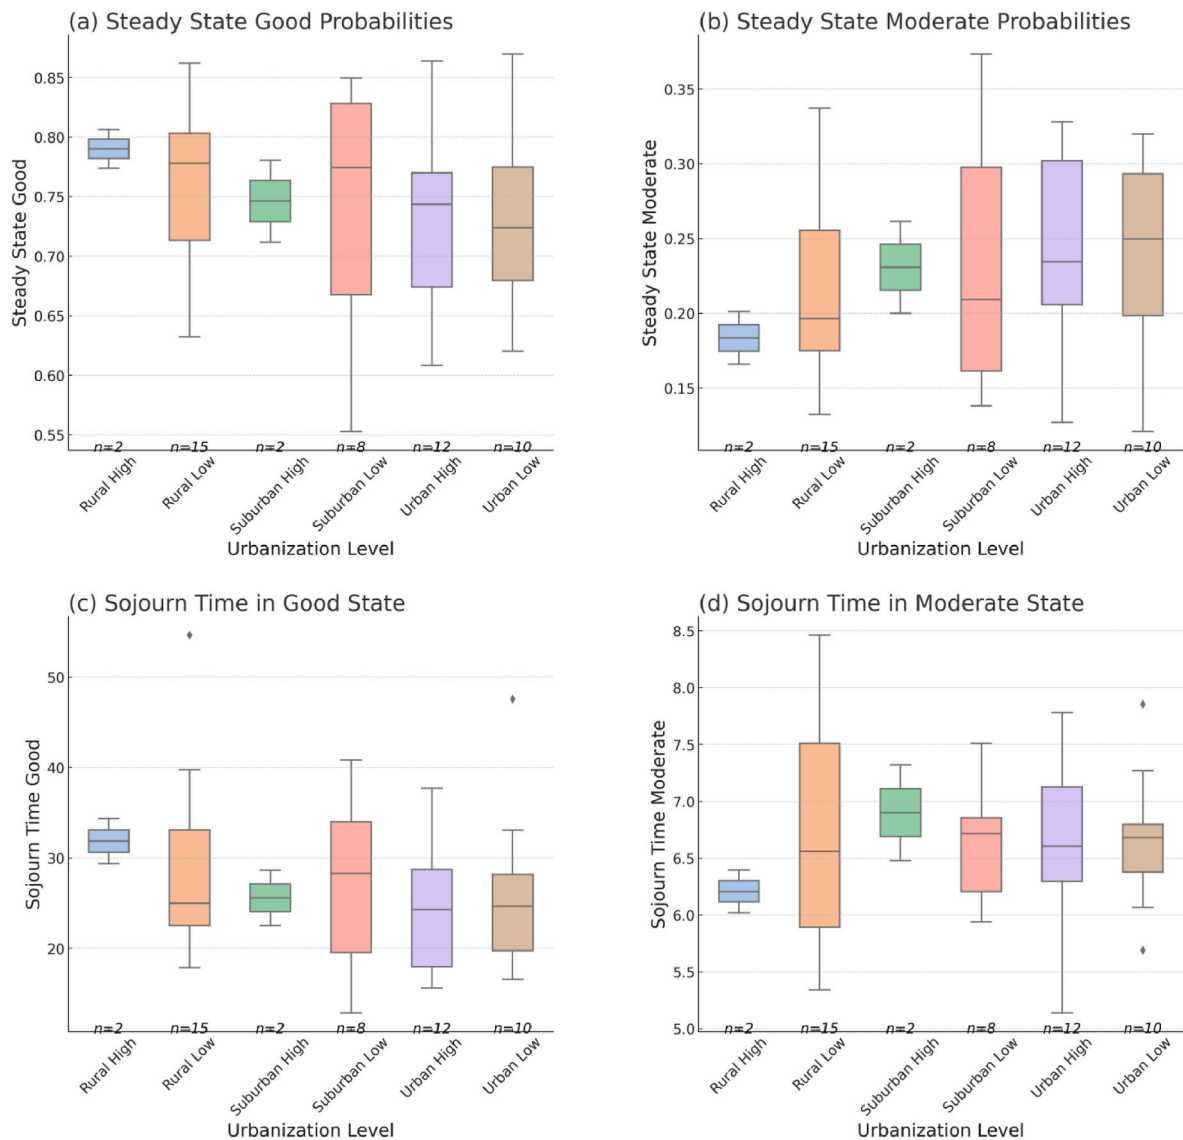 (a) Steady State Good Probabilities
Steady State Good
0.85
0.80
0.75
0.70
0.65
0.60
0.55
n=2 n=15 n=2 n=8 n=12 n=10
Rural High Rural Low Suburban High Suburban Low Urban High Urban Low
Urbanization Level
(b) Steady State Moderate Probabilities
Steady State Moderate
0.35
0.30
0.25
0.20
0.15
n=2 n=15 n=2 n=8 n=12 n=10
Rural High Rural Low Suburban High Suburban Low Urban High Urban Low
Urbanization Level
(c) Sojourn Time in Good State
Sojourn Time Good
50
40
30
20
n=2 n=15 n=2 n=8 n=12 n=10
Rural High Rural Low Suburban High Suburban Low Urban High Urban Low
Urbanization Level
(d) Sojourn Time in Moderate State
Sojourn Time Moderate
8.5
8.0
7.5
7.0
6.5
6.0
5.5
5.0
n=2 n=15 n=2 n=8 n=12 n=10
Rural High Rural Low Suburban High Suburban Low Urban High Urban Low
Urbanization Level